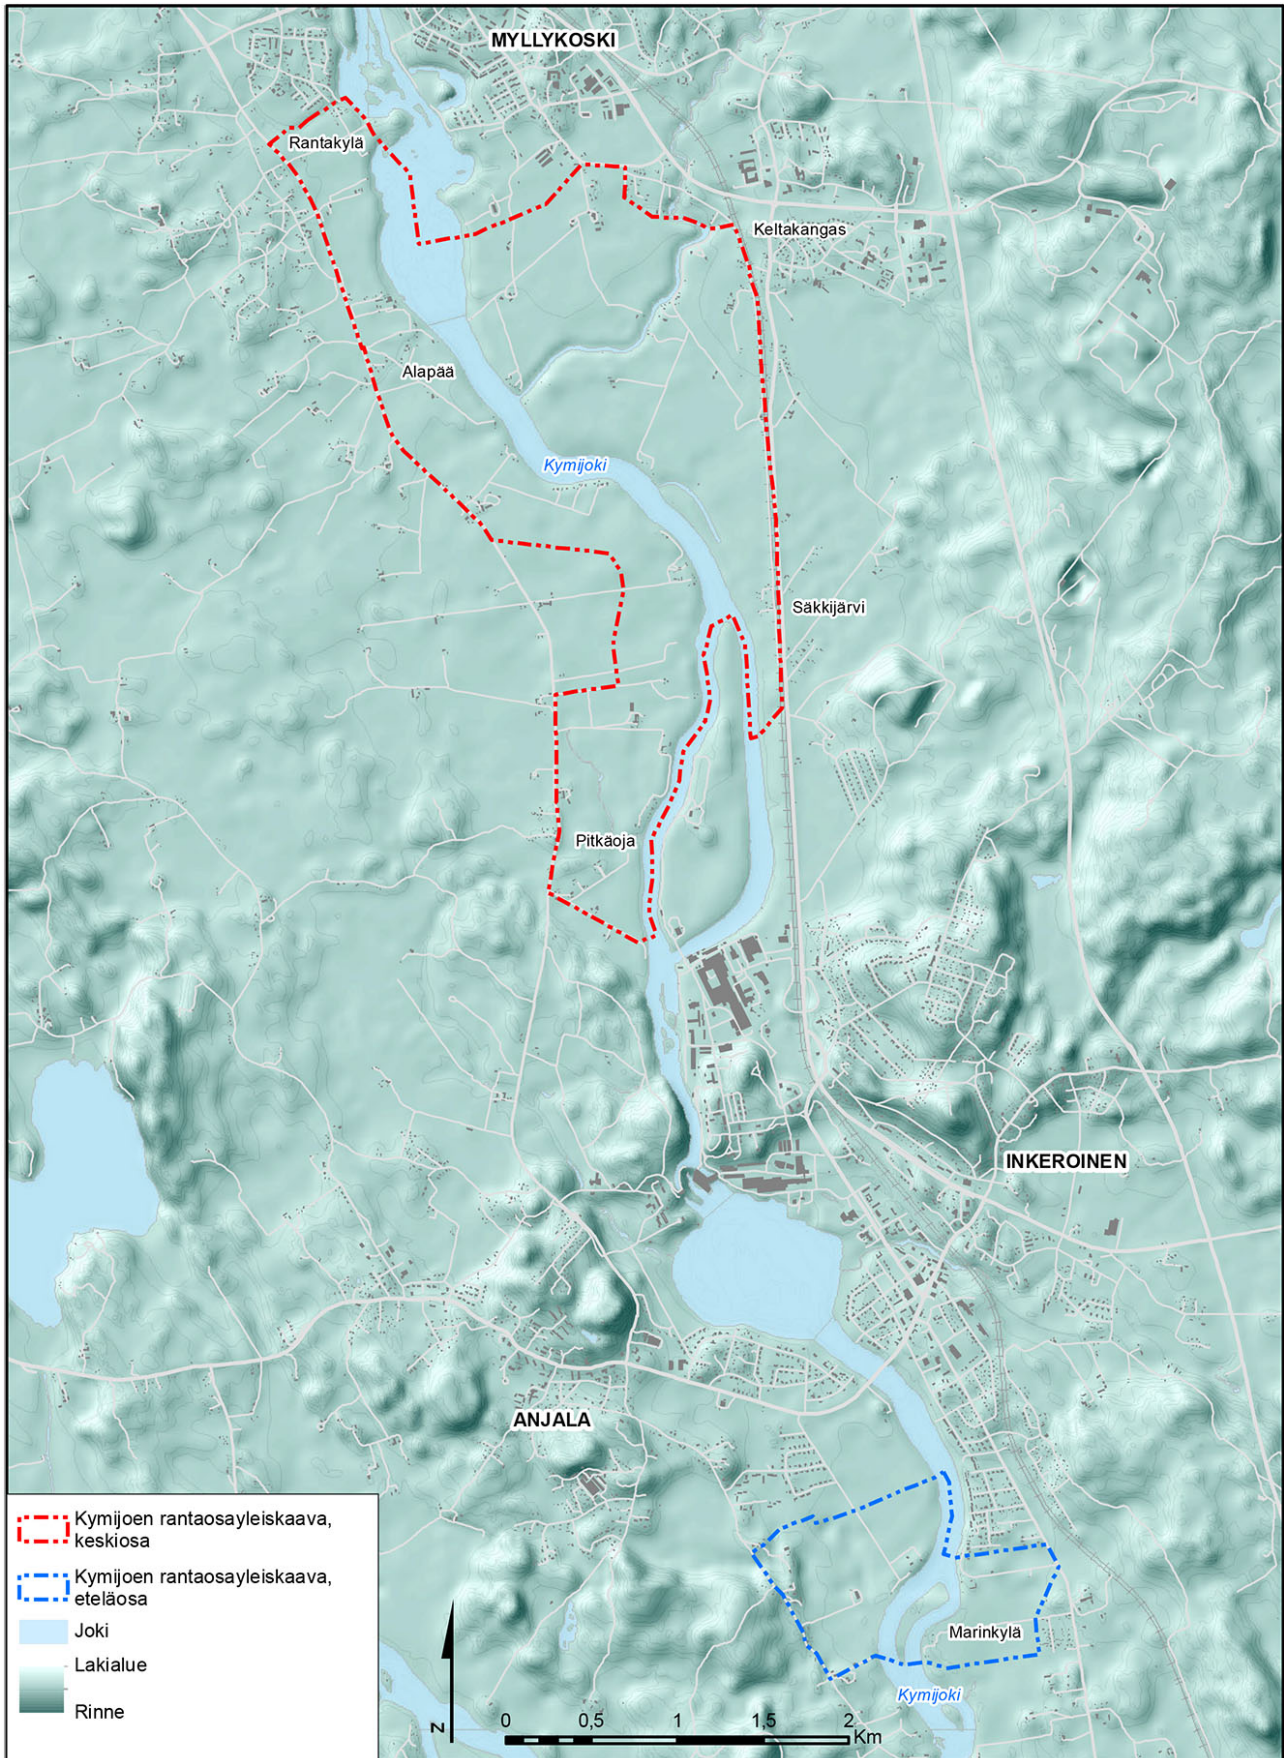 MYLLYKOSKI
Rantakylä
Keltakangas
Alapää
Kymijoki
Säkkijärvi
Pitkäoja
INKEROINEN
ANJALA
Kymijoen rantaosayleiskaava,
keskiosa
Kymijoen rantaosayleiskaava,
eteläosa
Joki
Lakialue
Rinne
Marinkylä
Kymijoki
N
0 0,5 1 1,5 2
Km